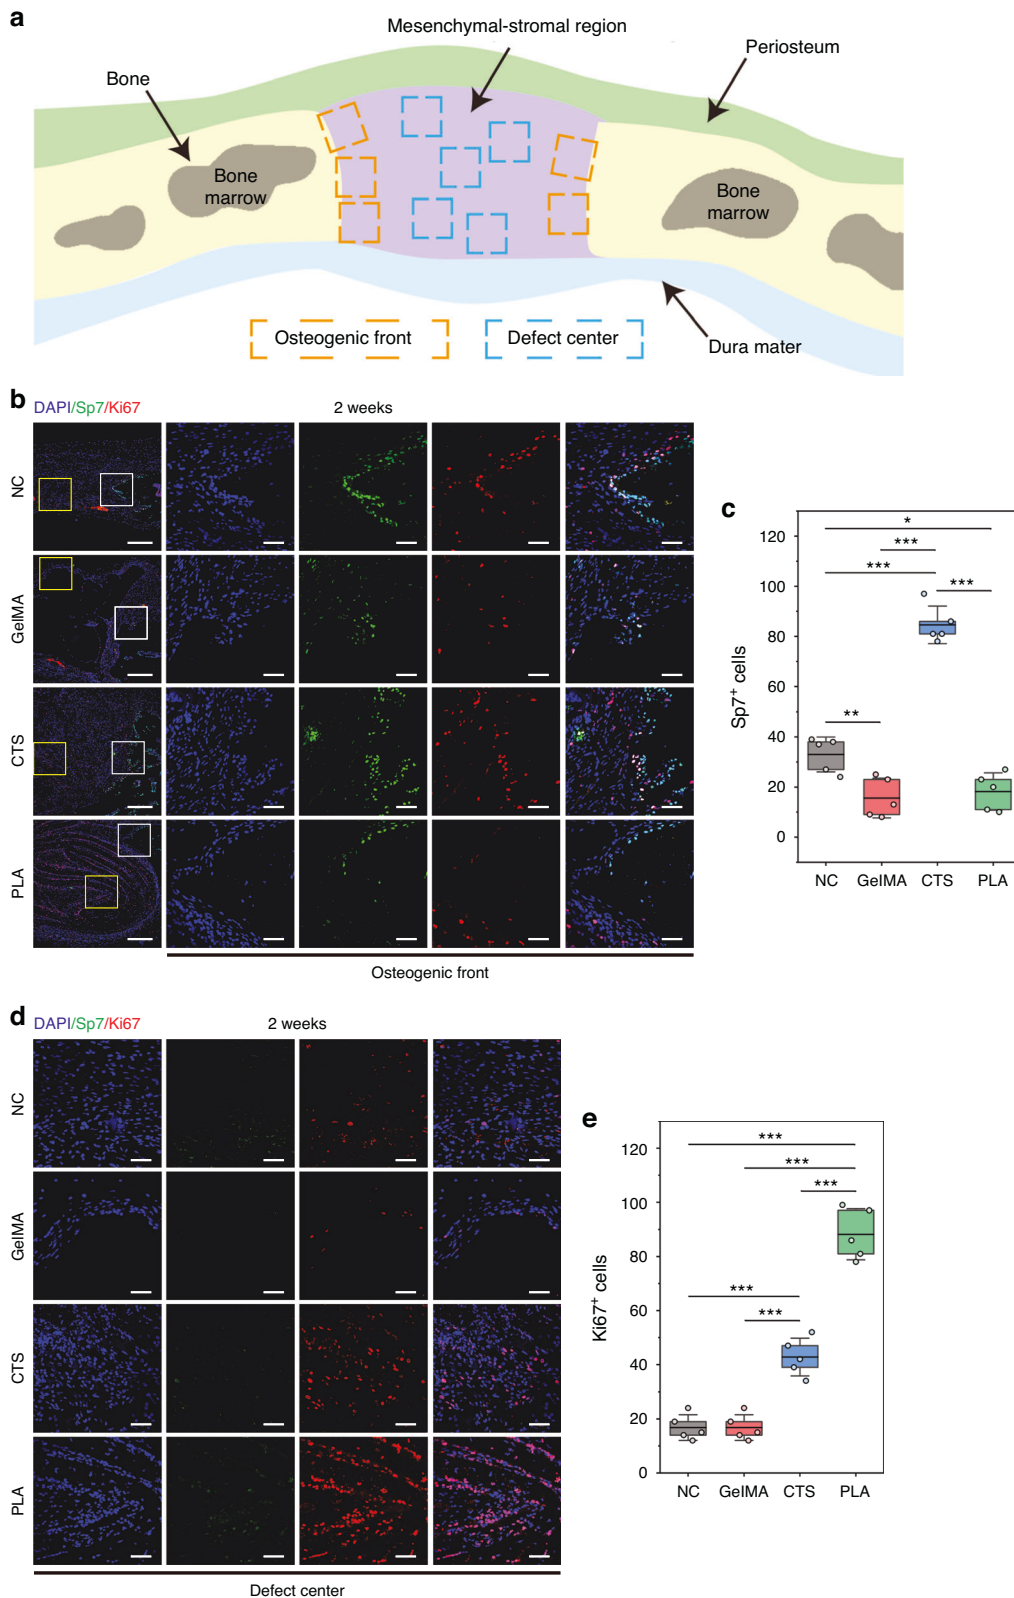 a
Mesenchymal-stromal region
Periosteum
Bone
Bone
marrow
Bone
marrow
Osteogenic front
Defect center
Dura mater
b
DAPI/Sp7/Ki67
2 weeks
NC
GelMA
CTS
PLA
Osteogenic front
c
Sp7+ cells
120
100
80
60
40
20
0
*
***
***
***
**
NC
GelMA
CTS
PLA
d
DAPI/Sp7/Ki67
2 weeks
NC
GelMA
CTS
PLA
Defect center
e
Ki67+ cells
120
100
80
60
40
20
0
***
***
***
***
***
NC
GelMA
CTS
PLA